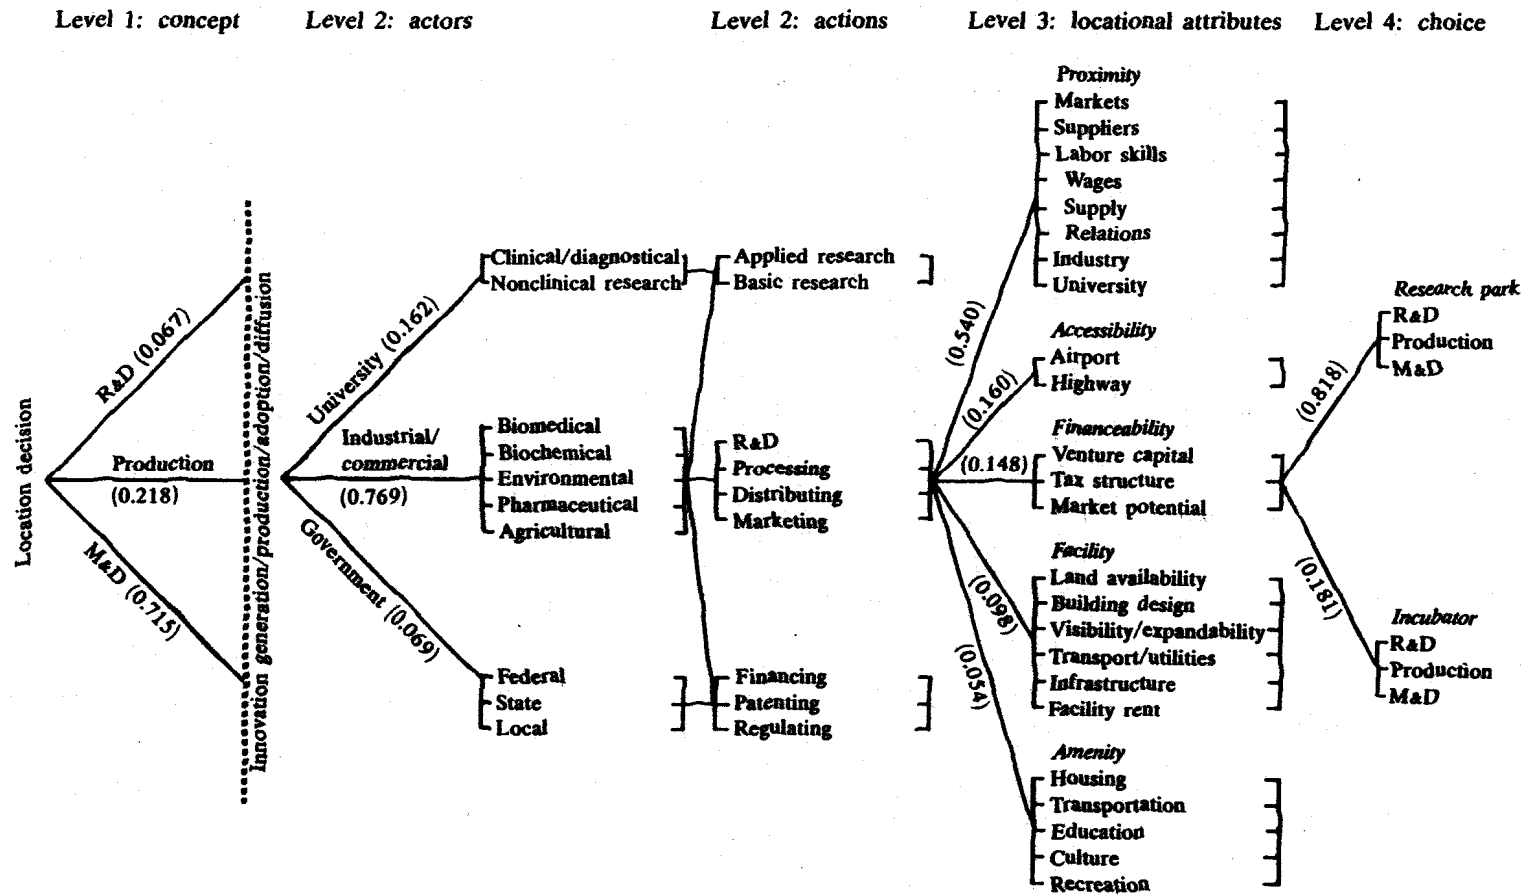 Level 1: concept
Level 2: actors
Level 2: actions
Level 3: locational attributes
Level 4: choice
Location decision
R&D (0.067)
Production
(0.218)
M&D (0.715)
Innovation generation/production/adoption/diffusion
University (0.162)
Industrial/
commercial
(0.769)
Government (0.069)
Clinical/diagnostical
Nonclinical research
Biomedical
Biochemical
Environmental
Pharmaceutical
Agricultural
Federal
State
Local
Applied research
Basic research
R&D
Processing
Distributing
Marketing
Financing
Patenting
Regulating
(0.540)
(0.160)
(0.148)
(0.098)
(0.054)
Proximity
Markets
Suppliers
Labor skills
Wages
Supply
Relations
Industry
University
Accessibility
Airport
Highway
Financeability
Venture capital
Tax structure
Market potential
Facility
Land availability
Building design
Visibility/expandability
Transport/utilities
Infrastructure
Facility rent
Amenity
Housing
Transportation
Education
Culture
Recreation
(0.818)
(0.181)
Research park
R&D
Production
M&D
Incubator
R&D
Production
M&D